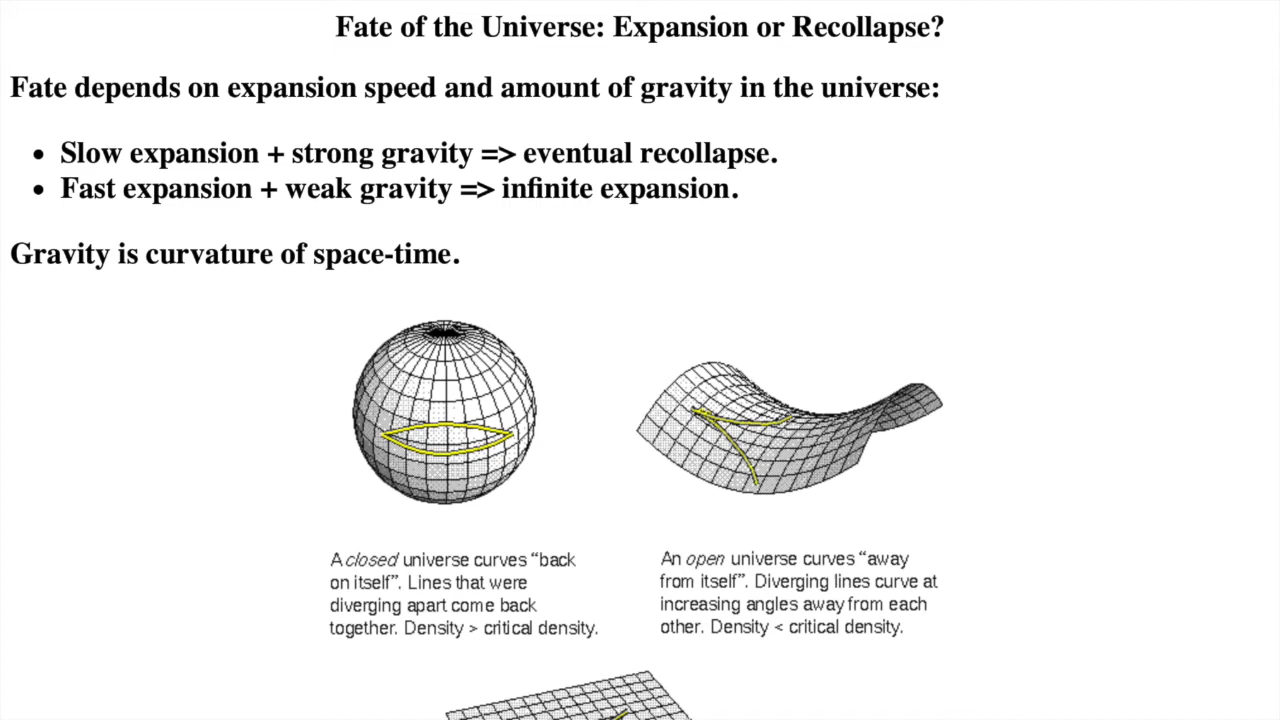 Fate of the Universe: Expansion or Recollapse?
Fate depends on expansion speed and amount of gravity in the universe:
• Slow expansion + strong gravity => eventual recollapse.
• Fast expansion + weak gravity => infinite expansion.
Gravity is curvature of space-time.
A closed universe curves “back
on itself”. Lines that were
diverging apart come back
together. Density > critical density.
An open universe curves “away
from itself”. Diverging lines curve at
increasing angles away from each
other. Density < critical density.